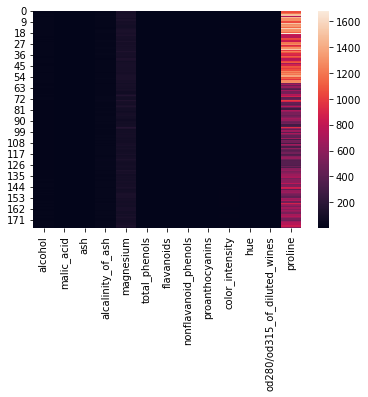 0
9
18
27
36
45
54
63
72
81
90
99
108
117
126
135
144
153
162
171
alcohol
malic_acid
ash
alcalinity_of_ash
magnesium
total_phenols
flavanoids
nonflavanoid_phenols
proanthocyanins
color_intensity
hue
od280/od315_of_diluted_wines
proline
1600
1400
1200
1000
800
600
400
200